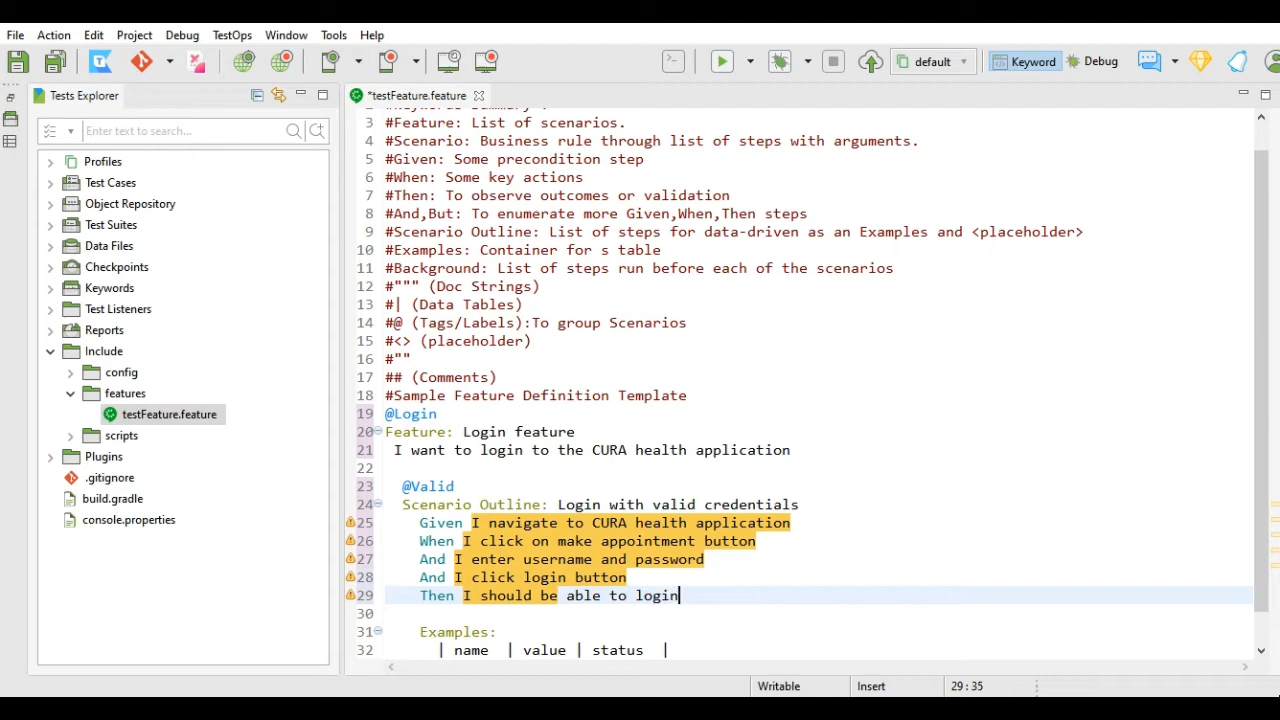 File Action Edit Project Debug TestOps Window Tools Help
default Keyword Debug
Tests Explorer
*testFeature.feature
Enter text to search...
Profiles
Test Cases
Object Repository
Test Suites
Data Files
Checkpoints
Keywords
Test Listeners
Reports
Include
config
features
testFeature.feature
scripts
Plugins
.gitignore
build.gradle
console.properties
3 #Feature: List of scenarios.
4 #Scenario: Business rule through list of steps with arguments.
5 #Given: Some precondition step
6 #When: Some key actions
7 #Then: To observe outcomes or validation
8 #And,But: To enumerate more Given,When,Then steps
9 #Scenario Outline: List of steps for data-driven as an Examples and <placeholder>
10 #Examples: Container for s table
11 #Background: List of steps run before each of the scenarios
12 #""" (Doc Strings)
13 #| (Data Tables)
14 #@ (Tags/Labels):To group Scenarios
15 #<> (placeholder)
16 #""
17 ## (Comments)
18 #Sample Feature Definition Template
19 @Login
20 Feature: Login feature
21 I want to login to the CURA health application
22
23 @Valid
24 Scenario Outline: Login with valid credentials
25 Given I navigate to CURA health application
26 When I click on make appointment button
27 And I enter username and password
28 And I click login button
29 Then I should be able to login
30
31 Examples:
32 | name | value | status |
Writable Insert 29 : 35